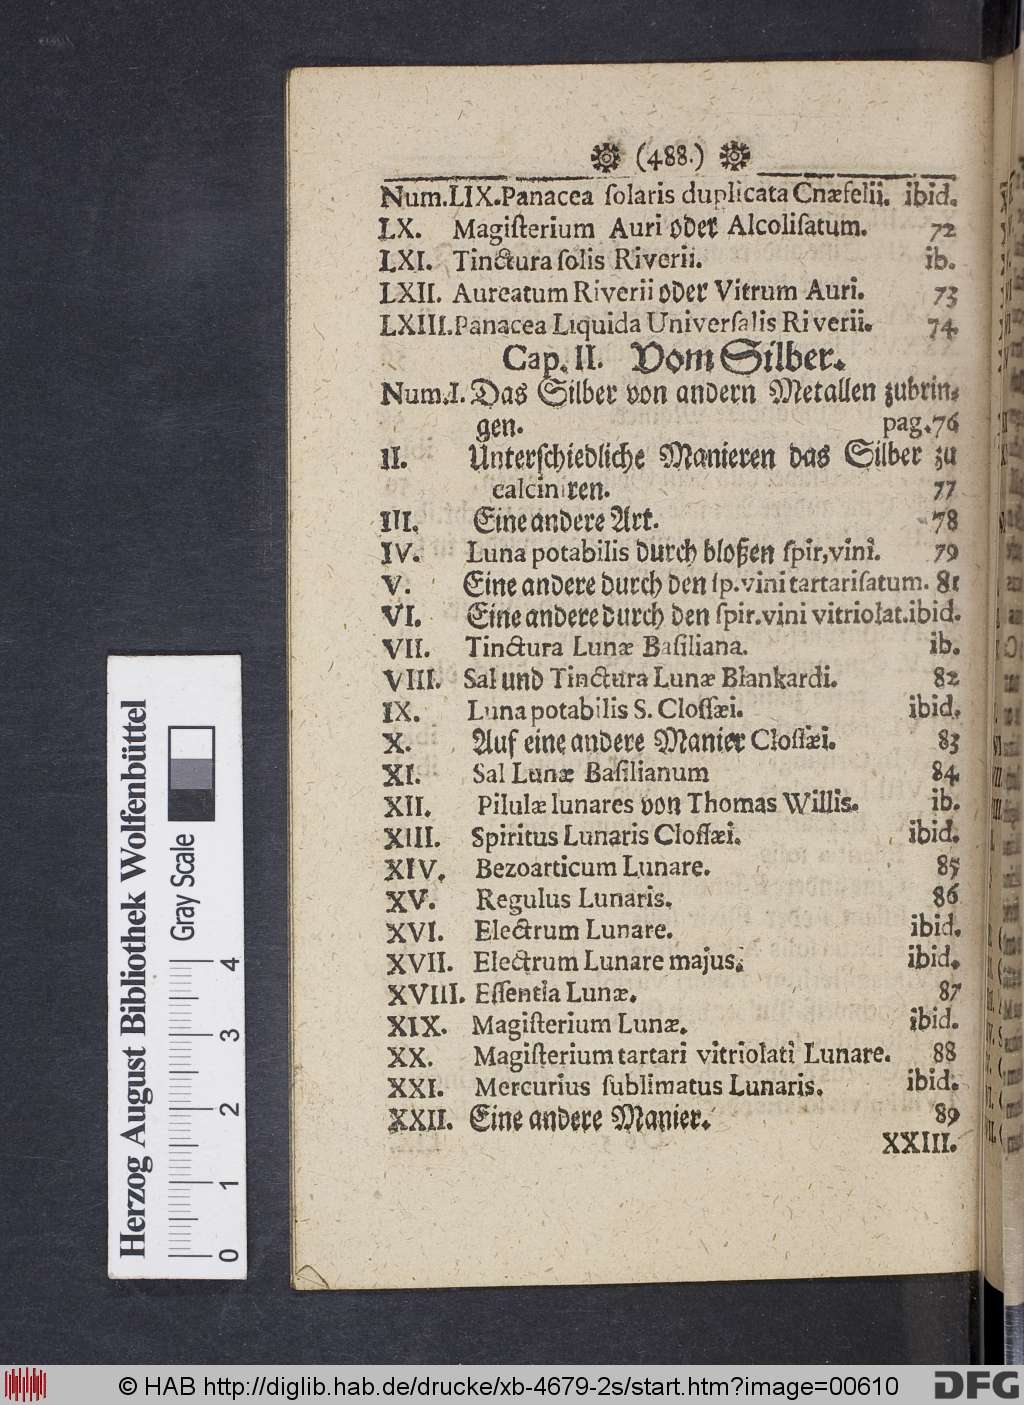 (488.)
Num.LIX.Panacea ſolaris duplicata Cnæfelii. ibid.
LX. Magiſterium Auri oder Alcoliſatum. 72
LXI. Tinctura ſolis Riverii. ib.
LXII. Aureatum Riverii oder Vitrum Auri. 73
LXIII.Panacea Liquida Univerſalis Riverii. 74.
Cap. II. Vom Silber.
Num.I. Das Silber von andern Metallen zubrin-
gen. pag.76
II. Unterſchiedliche Manieren das Silber zu
calciniren. 77
III. Eine andere Art. 78
IV. Luna potabilis durch bloßen ſpir,vini. 79
V. Eine andere durch den ſp.vini tartariſatum. 81
VI. Eine andere durch den ſpir.vini vitriolat.ibid.
VII. Tinctura Lunæ Baſiliana. ib.
VIII. Sal und Tinctura Lunæ Blankardi. 82
IX. Luna potabilis S. Cloſſæi. ibid.
X. Auf eine andere Manier Cloſſæi. 83
XI. Sal Lunæ Baſilianum 84.
XII. Pilulæ lunares von Thomas Willis. ib.
XIII. Spiritus Lunaris Cloſſæi. ibid.
XIV. Bezoarticum Lunare. 85
XV. Regulus Lunaris. 86
XVI. Electrum Lunare. ibid.
XVII. Electrum Lunare majus. ibid.
XVIII. Eſſentia Lunæ. 87
XIX. Magiſterium Lunæ. ibid.
XX. Magiſterium tartari vitriolati Lunare. 88
XXI. Mercurius ſublimatus Lunaris. ibid.
XXII. Eine andere Manier. 89
XXIII.
Herzog August Bibliothek Wolfenbüttel
Gray Scale
0 1 2 3 4
© HAB http://diglib.hab.de/drucke/xb-4679-2s/start.htm?image=00610
DFG